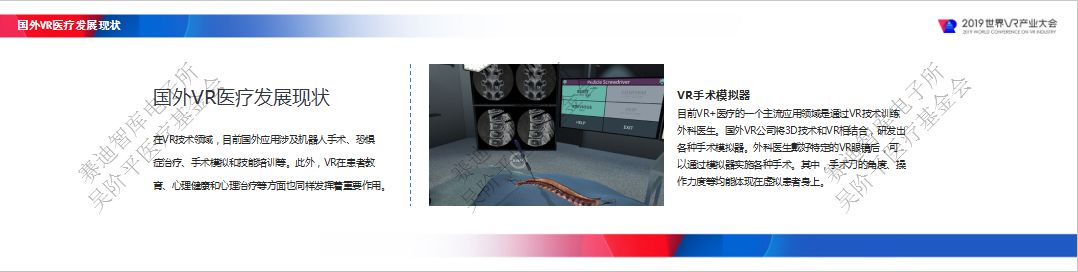 国外VR医疗发展现状
2019世界VR产业大会
2019 WORLD CONFERENCE ON VR INDUSTRY
国外VR医疗发展现状
在VR技术领域，目前国外应用涉及机器人手术、恐惧
症治疗、手术模拟和技能培训等。此外，VR在患者教
育、心理健康和心理治疗等方面也同样发挥着重要作用。
Pedicle Screwdriver
HELP
EXIT
VR手术模拟器
目前VR+医疗的一个主流应用领域是通过VR技术训练
外科医生。国外VR公司将3D技术和VR相结合，研发出
各种手术模拟器。外科医生戴好特定的VR眼镜后，可
以通过模拟器实施各种手术。其中，手术刀的角度、操
作力度等均能体现在虚拟患者身上。
赛迪智库电子所
吴阶平医疗基金会
赛迪智库电子所
吴阶平医疗基金会
赛迪智库电子所
吴阶平医疗基金会